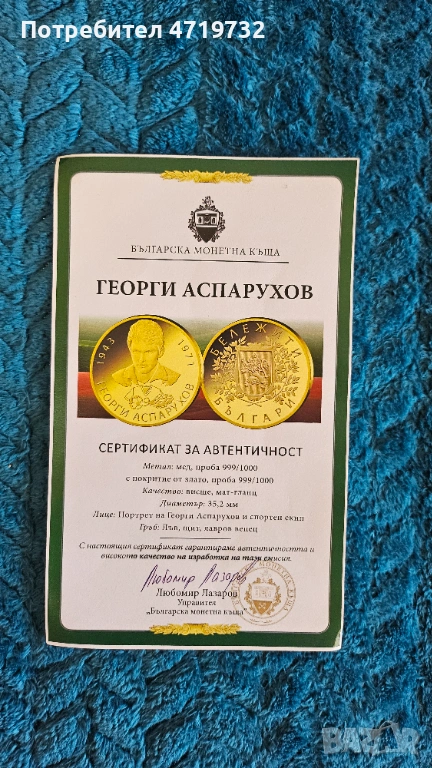 Потребител 4719732
БЪЛГАРСКА МОНЕТНА КЪЩА
ГЕОРГИ АСПАРУХОВ
1943 1971
ГЕОРГИ АСПАРУХОВ
БЕЛЕЖИТИ
БЪЛГАРИ
СЕРТИФИКАТ ЗА АВТЕНТИЧНОСТ
Метал: мед, проба 999/1000
с покритие от злато, проба 999/1000
Качество: висше, мат-гланц
Диаметър: 35,2 мм
Лице: Портрет на Георги Аспарухов и спортен екип
Гръб: Лъв, щит, лавров венец
С настоящия сертификат гарантираме автентичността и
високото качество на изработка на тази емисия.
Любомир Лазаров
Любомир Лазаров
Управител
„Българска монетна къща"
BAZAR